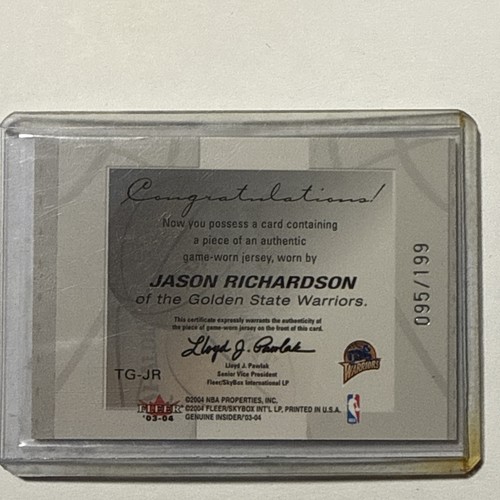 Congratulations!
Now you possess a card containing
a piece of an authentic
game-worn jersey, worn by
JASON RICHARDSON
of the Golden State Warriors.
This certificate expressly warrants the authenticity of
the piece of game-worn jersey on the front of this card.
Lloyd J. Pawlak
Lloyd J. Pawlak
Senior Vice President
Fleer/SkyBox International LP
TG-JR
WARRIORS
FLEER
'03-04
©2004 NBA PROPERTIES, INC.
©2004 FLEER/SKYBOX INT'L LP, PRINTED IN U.S.A.
GENUINE INSIDER'03-04
095/199